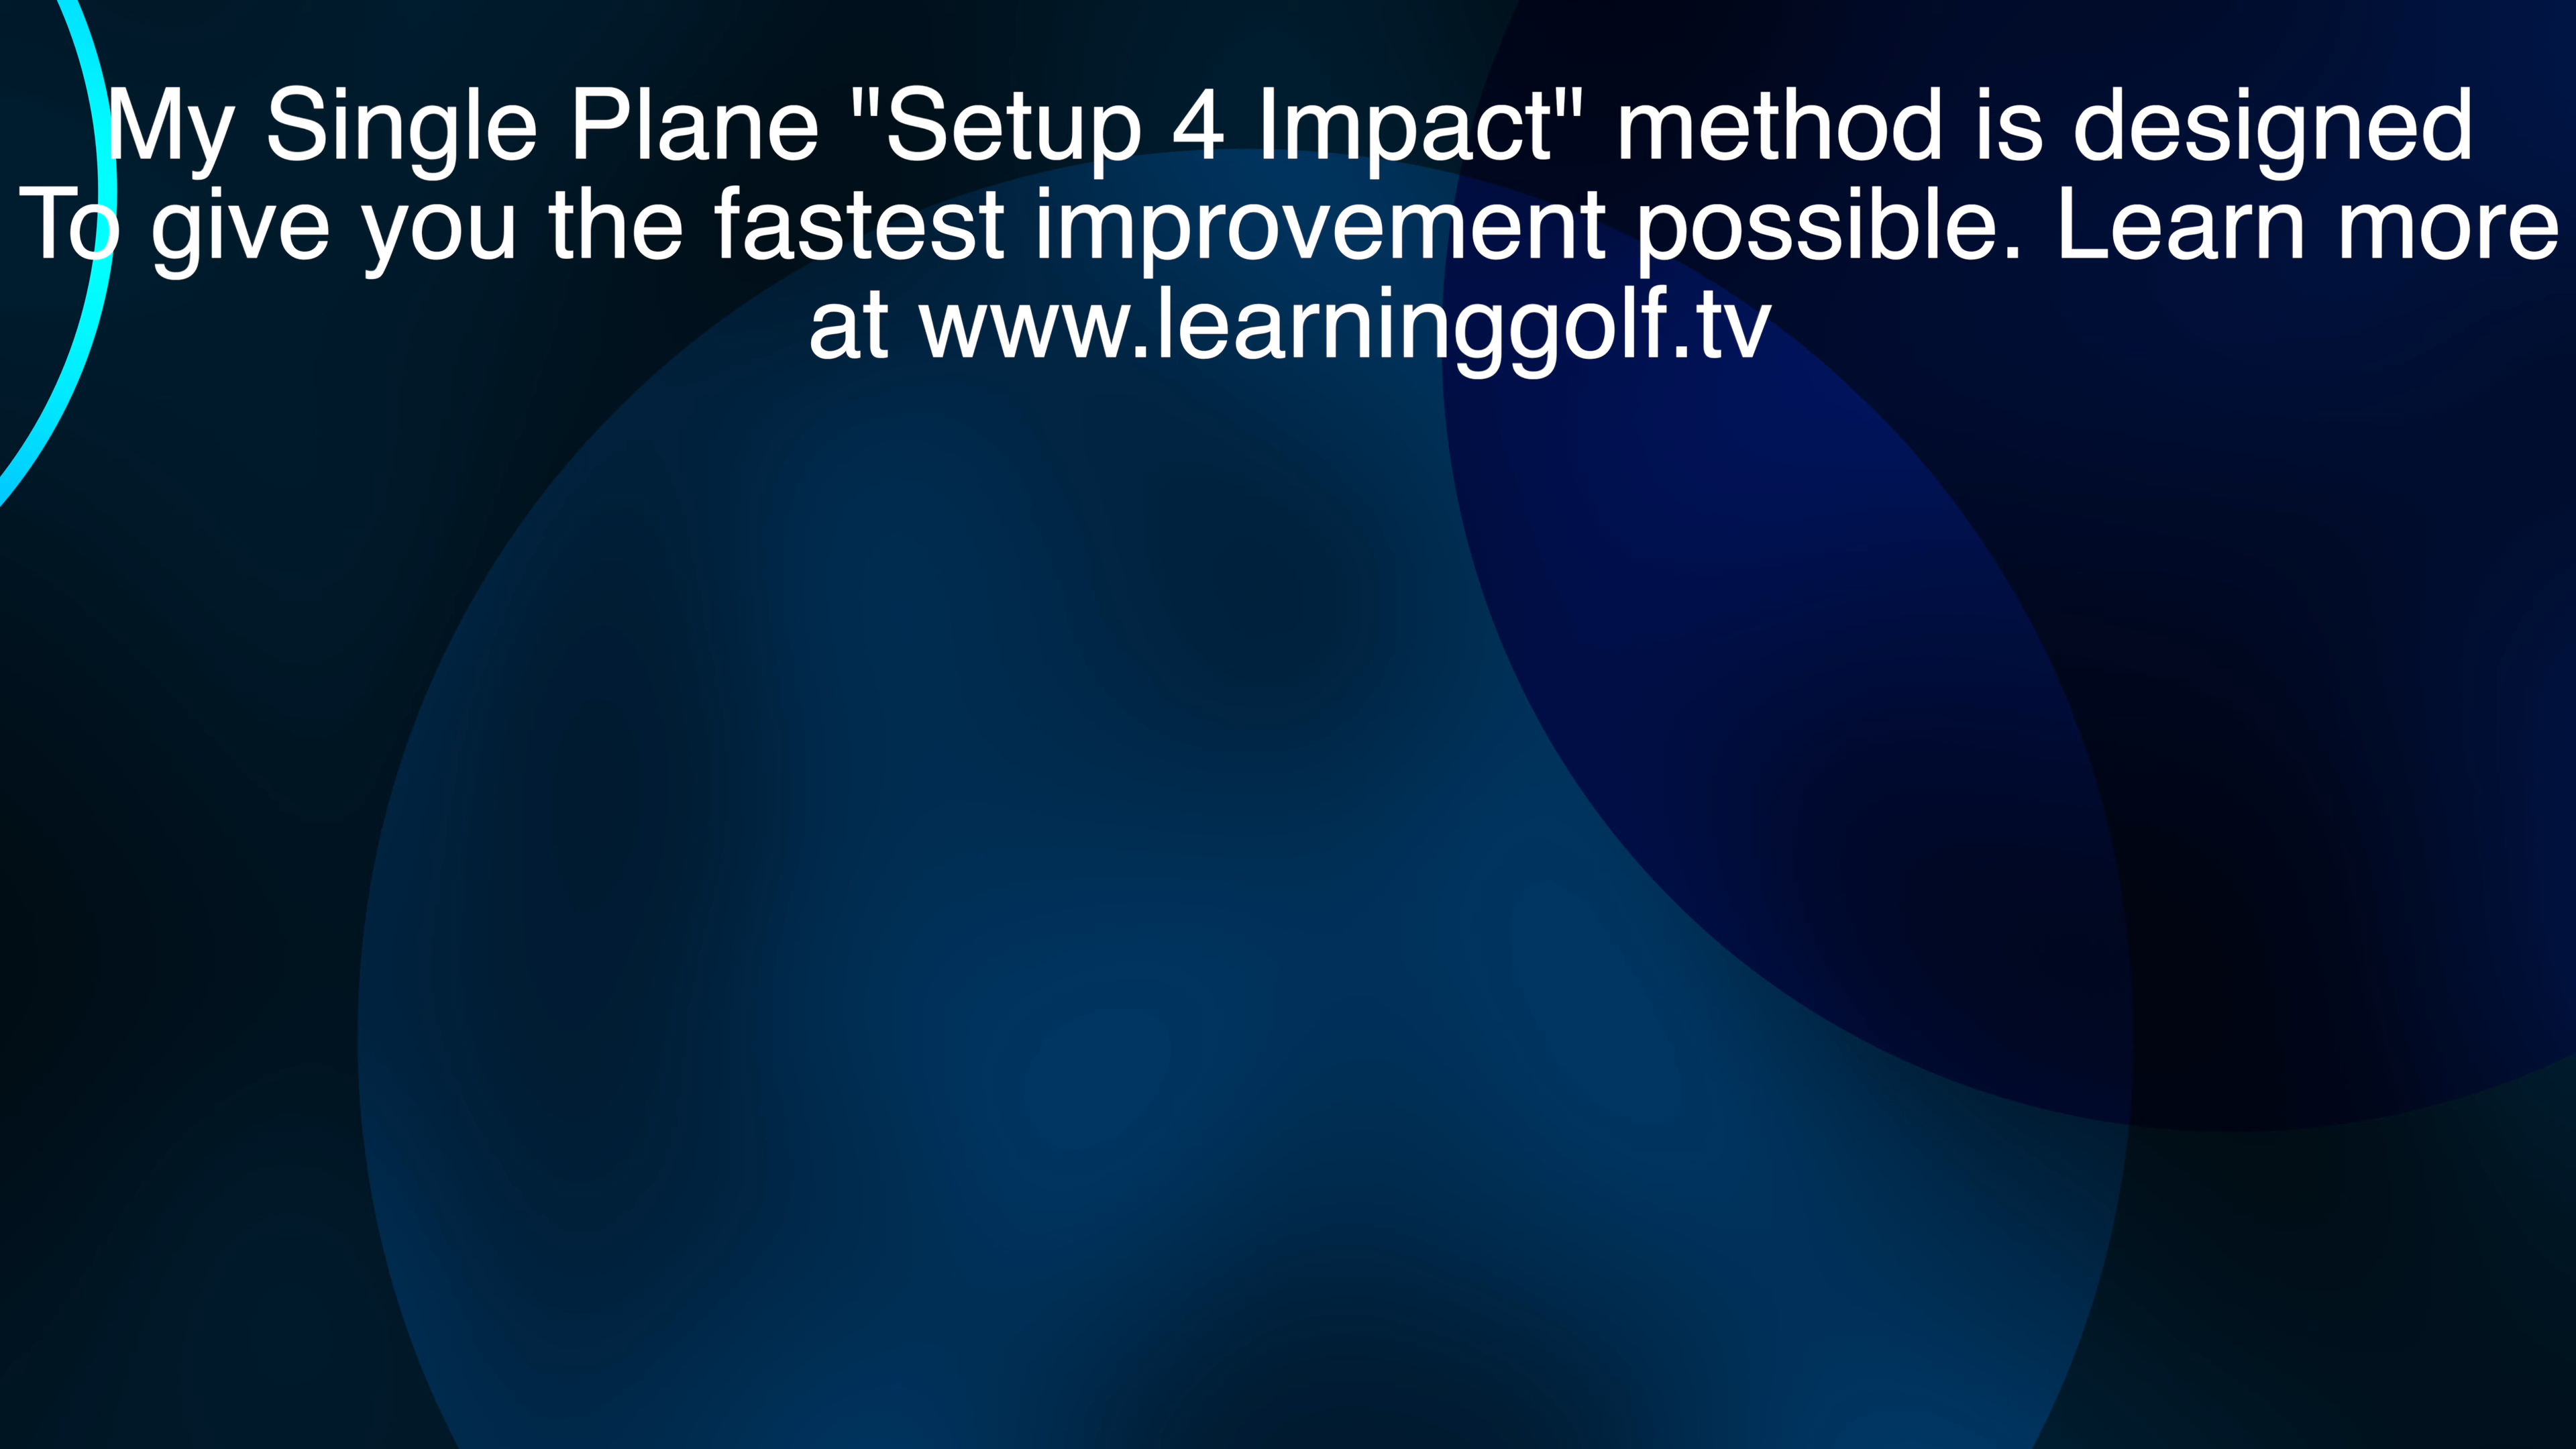 My Single Plane "Setup 4 Impact" method is designed
To give you the fastest improvement possible. Learn more
at www.learninggolf.tv